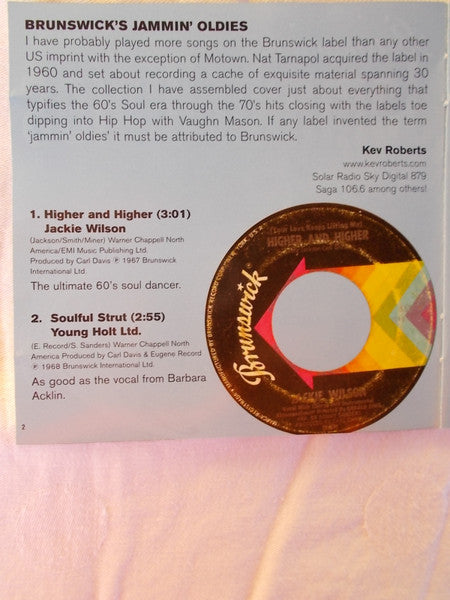 BRUNSWICK'S JAMMIN' OLDIES
I have probably played more songs on the Brunswick label than any other
US imprint with the exception of Motown. Nat Tarnapol acquired the label in
1960 and set about recording a cache of exquisite material spanning 30
years. The collection I have assembled cover just about everything that
typifies the 60's Soul era through the 70's hits closing with the labels toe
dipping into Hip Hop with Vaughn Mason. If any label invented the term
'jammin' oldies' it must be attributed to Brunswick.
Kev Roberts
www.kevroberts.com
Solar Radio Sky Digital 879
Saga 106.6 among others!
1. Higher and Higher (3:01)
Jackie Wilson
(Jackson/Smith/Miner) Warner Chappell North
America/EMI Music Publishing Ltd.
Produced by Carl Davis ℗ 1967 Brunswick
International Ltd.
The ultimate 60's soul dancer.
2. Soulful Strut (2:55)
Young Holt Ltd.
(E. Record/S. Sanders) Warner Chappell North
America Produced by Carl Davis & Eugene Record
℗ 1968 Brunswick International Ltd.
As good as the vocal from Barbara
Acklin.
2
(Your Love Keeps Lifting Me)
HIGHER AND HIGHER
Brunswick
JACKIE WILSON